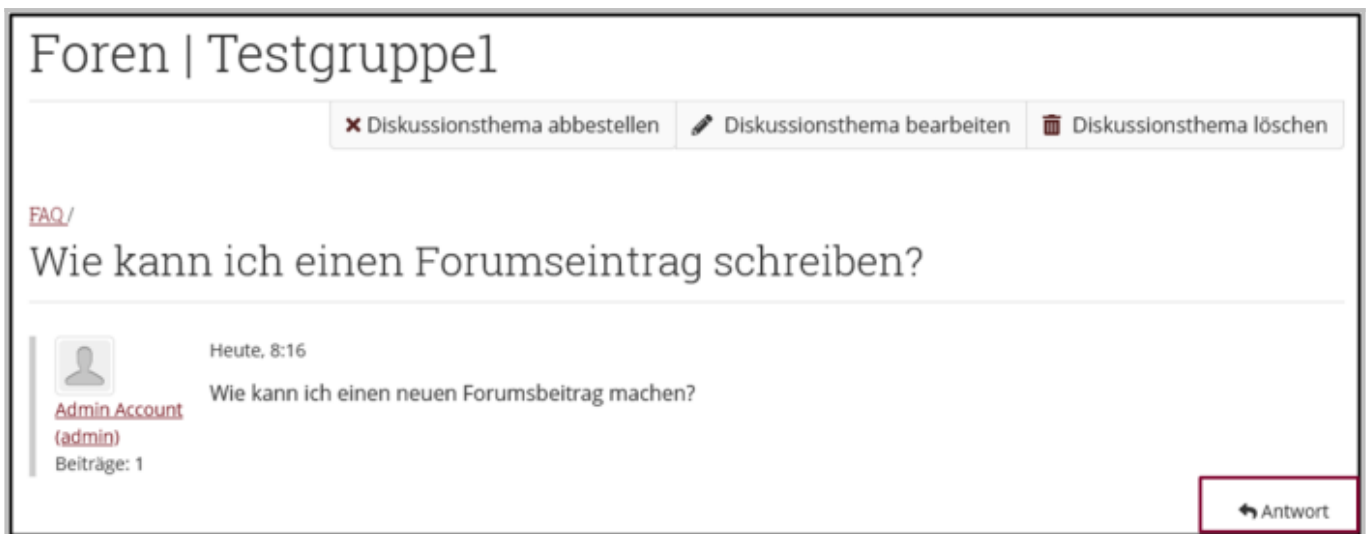 Foren | Testgruppe1
Diskussionsthema abbestellen Diskussionsthema bearbeiten Diskussionsthema löschen
FAQ /
Wie kann ich einen Forumseintrag schreiben?
Heute, 8:16
Wie kann ich einen neuen Forumsbeitrag machen?
Admin Account
(admin)
Beiträge: 1
Antwort